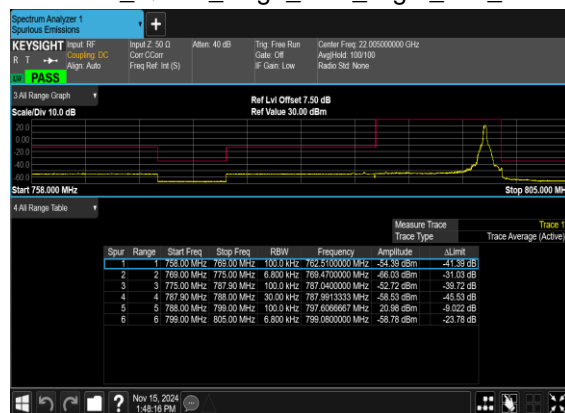 Spectrum Analyzer 1
Spurious Emissions
+
KEYSIGHT Input: RF Input Z: 50 Ω Atten: 40 dB Trig: Free Run Center Freq: 22.005000000 GHz
R T Coupling: DC Corr CCorr Gate: Off Avg|Hold: 100/100
Align: Auto Freq Ref: Int (S) IF Gain: Low Radio Std: None
PASS
3 All Range Graph
Ref Lvl Offset 7.50 dB
Scale/Div 10.0 dB Ref Value 30.00 dBm
20.0
0.00
-20.0
-40.0
-60.0
Start 758.000 MHz Stop 805.000 MH
4 All Range Table
Measure Trace Trace 1
Trace Type Trace Average (Active)
Spur Range Start Freq Stop Freq RBW Frequency Amplitude ΔLimit
1 1 758.00 MHz 769.00 MHz 100.0 kHz 762.5100000 MHz -54.39 dBm -41.39 dB
2 2 769.00 MHz 775.00 MHz 6.800 kHz 769.4700000 MHz -66.03 dBm -31.03 dB
3 3 775.00 MHz 787.90 MHz 100.0 kHz 787.0400000 MHz -52.72 dBm -39.72 dB
4 4 787.90 MHz 788.00 MHz 30.00 kHz 787.9913333 MHz -58.53 dBm -45.53 dB
5 5 788.00 MHz 799.00 MHz 100.0 kHz 797.6066667 MHz 20.98 dBm -9.022 dB
6 6 799.00 MHz 805.00 MHz 6.800 kHz 799.0800000 MHz -58.78 dBm -23.78 dB
? Nov 15, 2024
1:48:16 PM